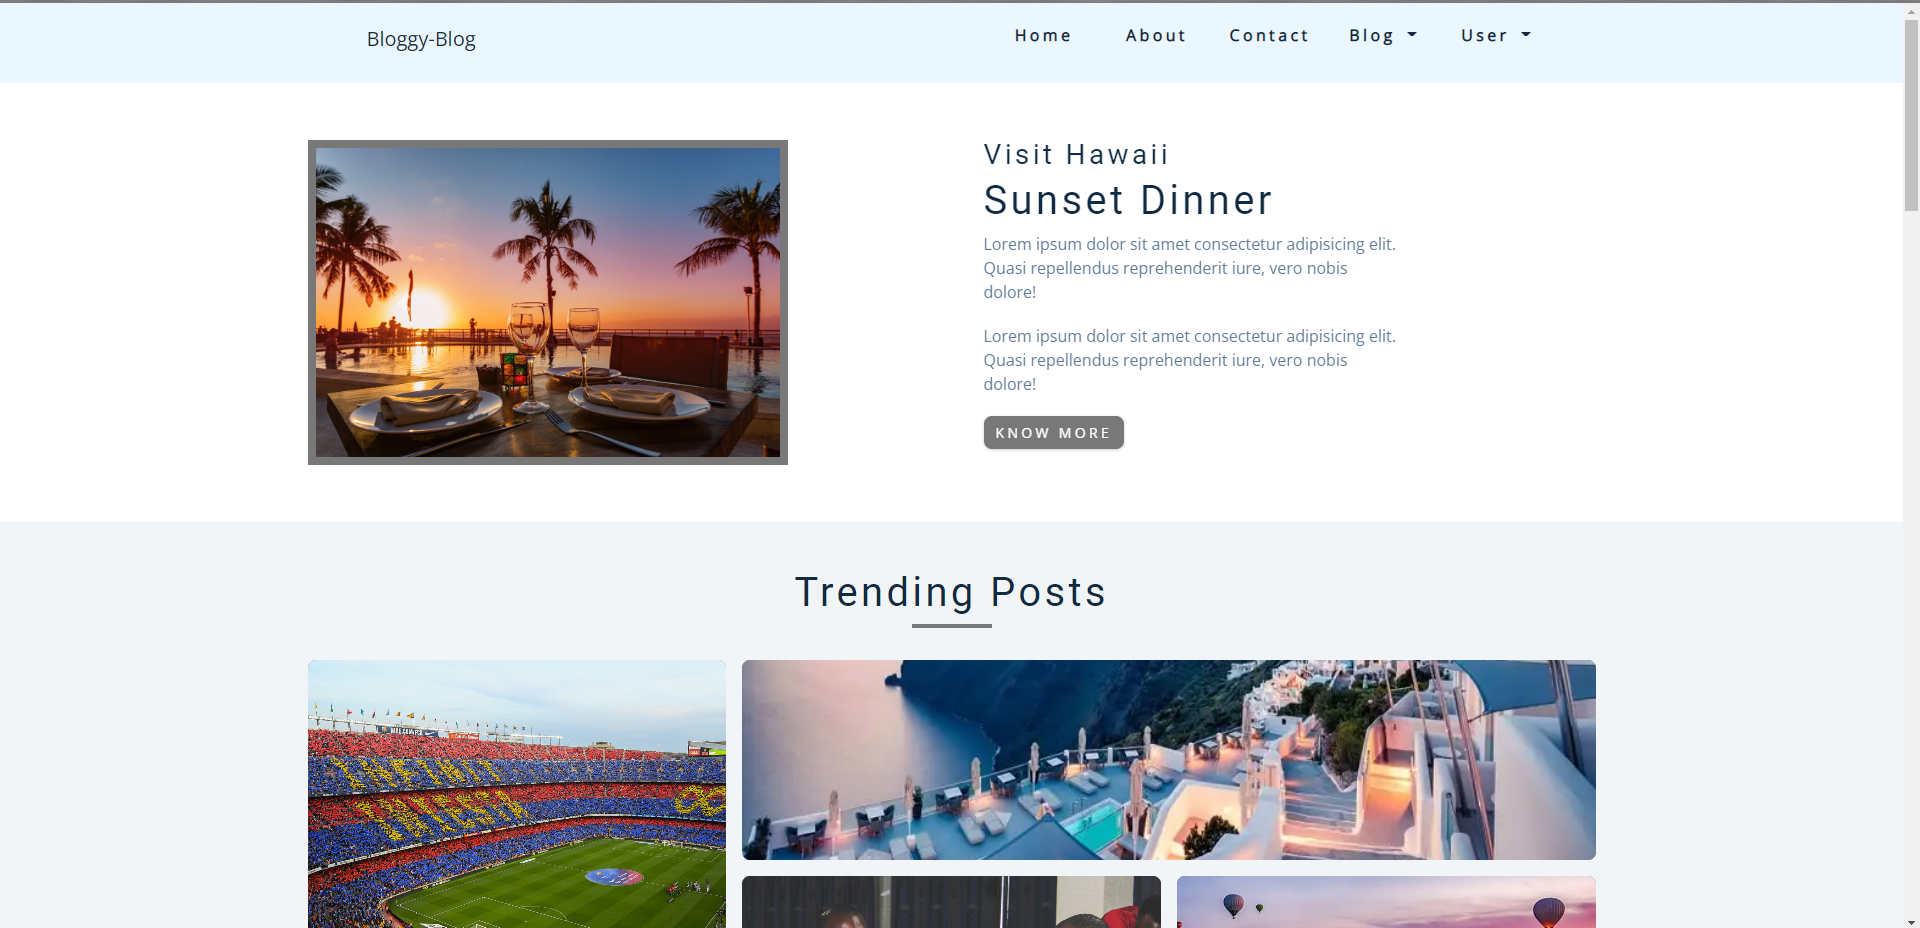 Bloggy-Blog
Home About Contact Blog User
Visit Hawaii
Sunset Dinner
Lorem ipsum dolor sit amet consectetur adipisicing elit.
Quasi repellendus reprehenderit iure, vero nobis
dolore!
Lorem ipsum dolor sit amet consectetur adipisicing elit.
Quasi repellendus reprehenderit iure, vero nobis
dolore!
KNOW MORE
Trending Posts